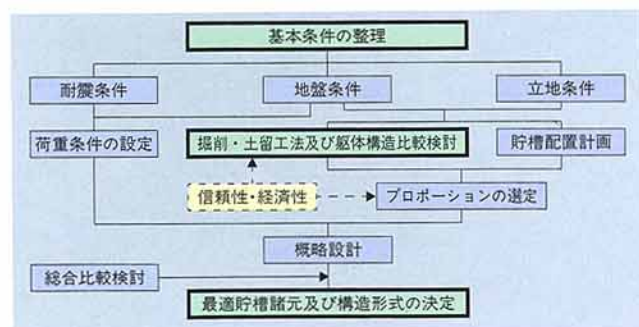 基本条件の整理
耐震条件
地盤条件
立地条件
荷重条件の設定
掘削・土留工法及び躯体構造比較検討
貯槽配置計画
信頼性・経済性
プロポーションの選定
概略設計
総合比較検討
最適貯槽諸元及び構造形式の決定